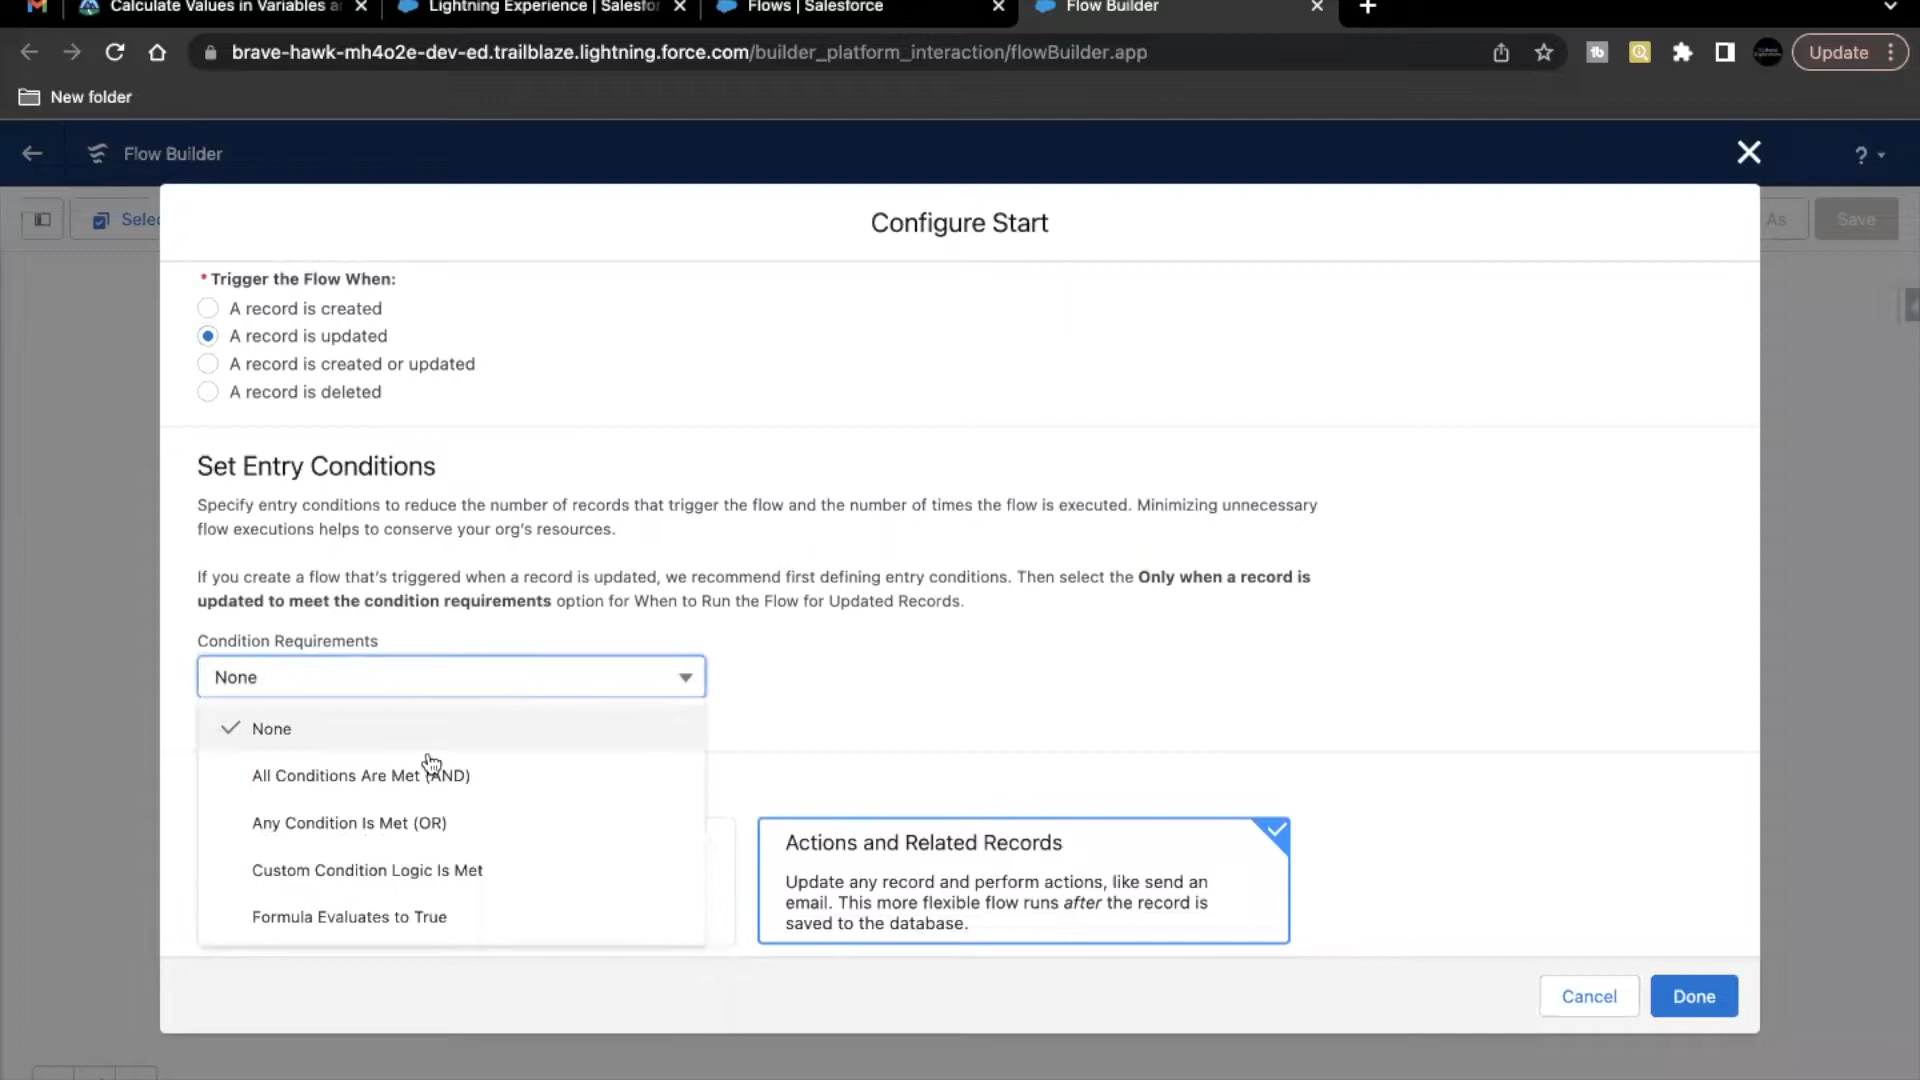 Calculate Values in Variables a
Lightning Experience | Salesfor
Flows | Salesforce
Flow Builder
brave-hawk-mh4o2e-dev-ed.trailblaze.lightning.force.com/builder_platform_interaction/flowBuilder.app
Update
New folder
Flow Builder
?
Selec
As
Save
Configure Start
* Trigger the Flow When:
A record is created
A record is updated
A record is created or updated
A record is deleted
Set Entry Conditions
Specify entry conditions to reduce the number of records that trigger the flow and the number of times the flow is executed. Minimizing unnecessary
flow executions helps to conserve your org's resources.
If you create a flow that's triggered when a record is updated, we recommend first defining entry conditions. Then select the Only when a record is
updated to meet the condition requirements option for When to Run the Flow for Updated Records.
Condition Requirements
None
None
All Conditions Are Met (AND)
Any Condition Is Met (OR)
Custom Condition Logic Is Met
Formula Evaluates to True
Actions and Related Records
Update any record and perform actions, like send an
email. This more flexible flow runs after the record is
saved to the database.
Cancel
Done